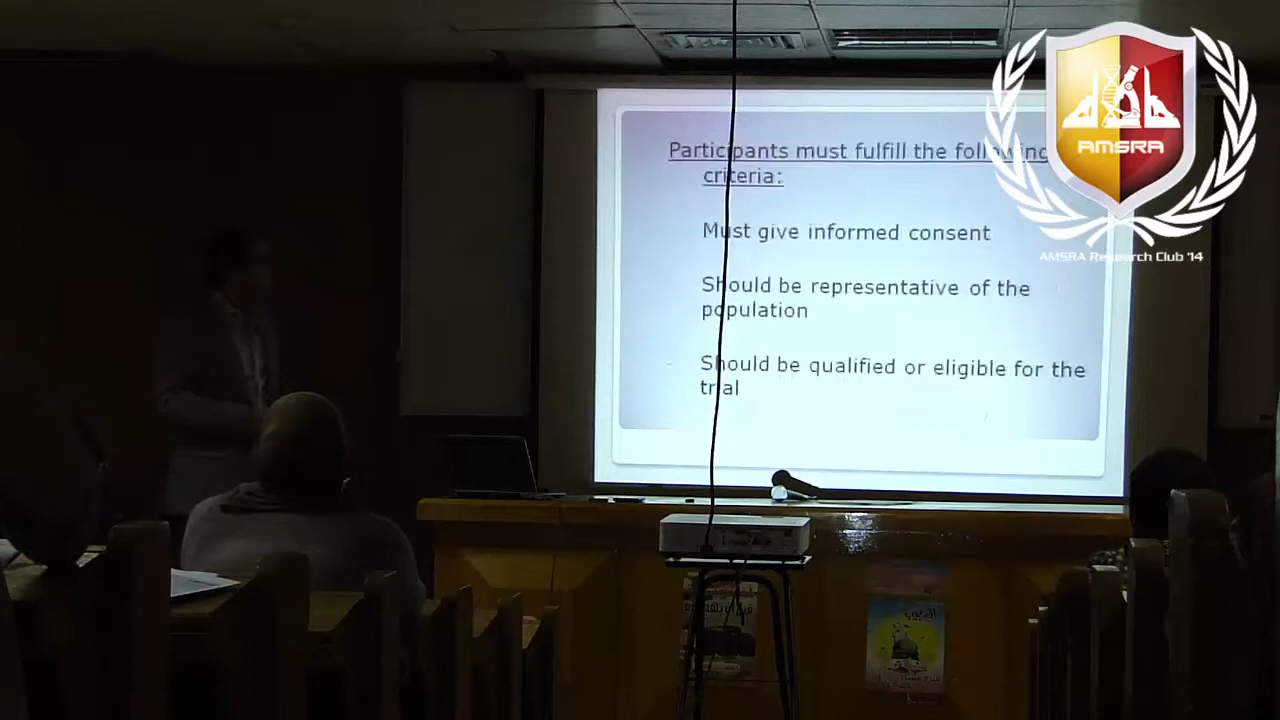 Participants must fulfill the following
criteria:
Must give informed consent
Should be representative of the
population
- Should be qualified or eligible for the
trial
AMSRA
AMSRA Research Club '14